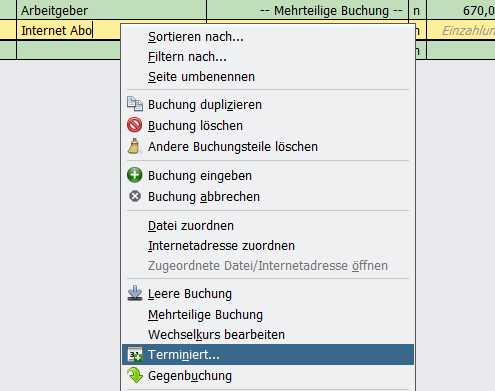 Arbeitgeber -- Mehrteilige Buchung -- n 670,0
Internet Abo n Einzahlun
n
Sortieren nach...
Filtern nach...
Seite umbenennen
Buchung duplizieren
Buchung löschen
Andere Buchungsteile löschen
Buchung eingeben
Buchung abbrechen
Datei zuordnen
Internetadresse zuordnen
Zugeordnete Datei/Internetadresse öffnen
Leere Buchung
Mehrteilige Buchung
Wechselkurs bearbeiten
Terminiert...
Gegenbuchung